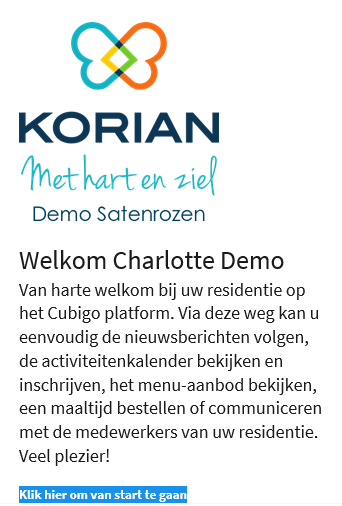 KORIAN
Met hart en ziel
Demo Satenrozen
Welkom Charlotte Demo
Van harte welkom bij uw residentie op
het Cubigo platform. Via deze weg kan u
eenvoudig de nieuwsberichten volgen,
de activiteitenkalender bekijken en
inschrijven, het menu-aanbod bekijken,
een maaltijd bestellen of communiceren
met de medewerkers van uw residentie.
Veel plezier!
Klik hier om van start te gaan